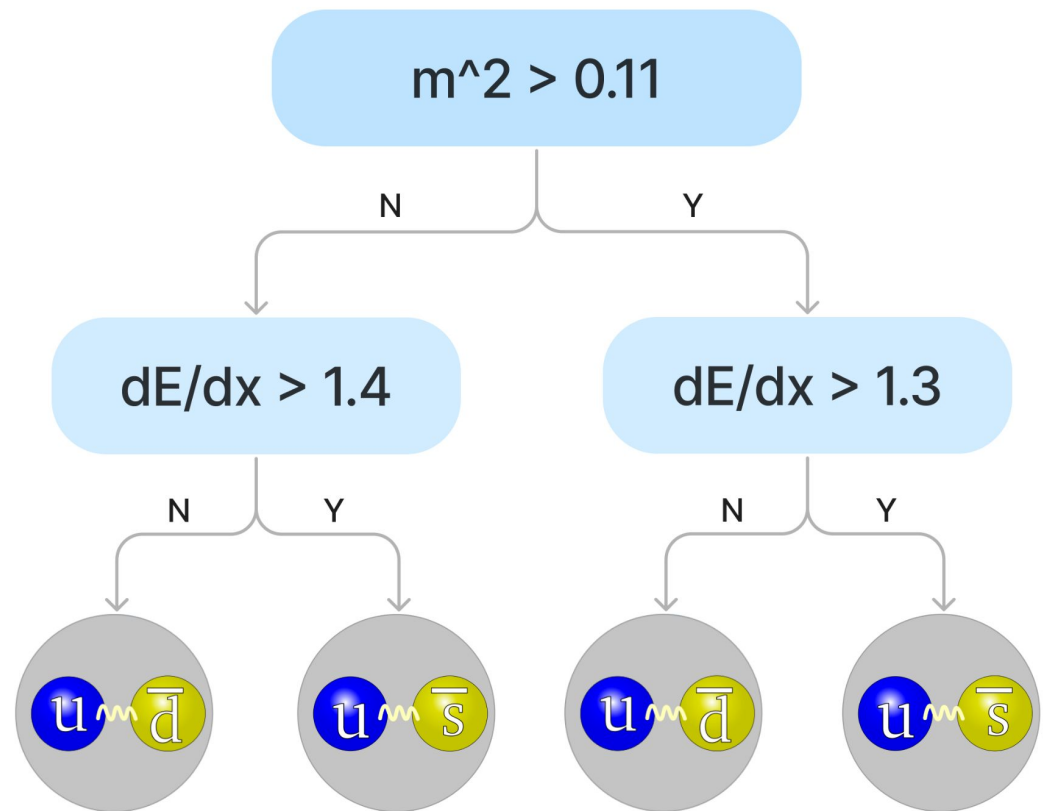 m^2 > 0.11
N
Y
dE/dx > 1.4
dE/dx > 1.3
N
Y
N
Y
u d̅
u s̅
u d̅
u s̅